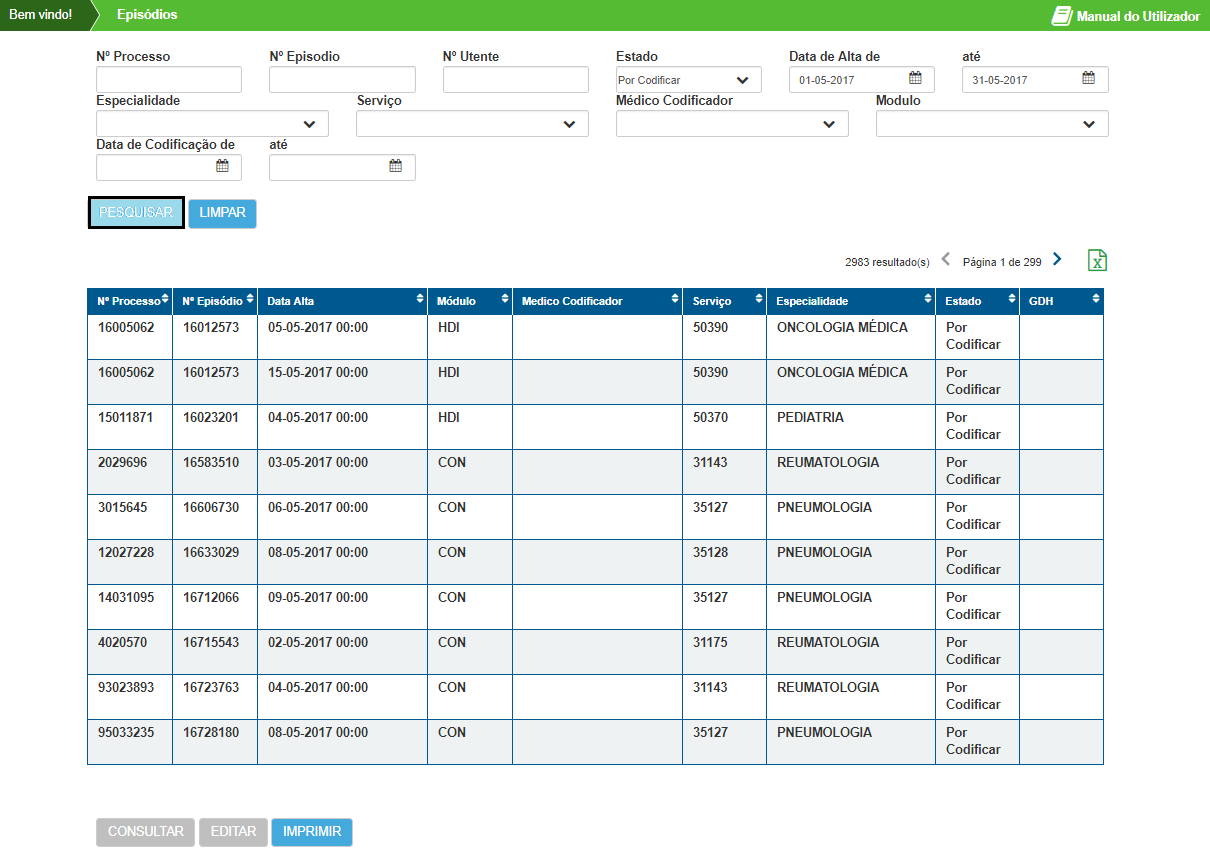 Bem vindo! Episódios Manual do Utilizador
Nº Processo Nº Episodio Nº Utente Estado Data de Alta de até
Por Codificar 01-05-2017 31-05-2017
Especialidade Serviço Médico Codificador Modulo
Data de Codificação de até
PESQUISAR LIMPAR
2983 resultado(s) Página 1 de 299
Nº Processo Nº Episódio Data Alta Módulo Medico Codificador Serviço Especialidade Estado GDH
16005062 16012573 05-05-2017 00:00 HDI 50390 ONCOLOGIA MÉDICA Por
Codificar
16005062 16012573 15-05-2017 00:00 HDI 50390 ONCOLOGIA MÉDICA Por
Codificar
15011871 16023201 04-05-2017 00:00 HDI 50370 PEDIATRIA Por
Codificar
2029696 16583510 03-05-2017 00:00 CON 31143 REUMATOLOGIA Por
Codificar
3015645 16606730 06-05-2017 00:00 CON 35127 PNEUMOLOGIA Por
Codificar
12027228 16633029 08-05-2017 00:00 CON 35128 PNEUMOLOGIA Por
Codificar
14031095 16712066 09-05-2017 00:00 CON 35127 PNEUMOLOGIA Por
Codificar
4020570 16715543 02-05-2017 00:00 CON 31175 REUMATOLOGIA Por
Codificar
93023893 16723763 04-05-2017 00:00 CON 31143 REUMATOLOGIA Por
Codificar
95033235 16728180 08-05-2017 00:00 CON 35127 PNEUMOLOGIA Por
Codificar
CONSULTAR EDITAR IMPRIMIR